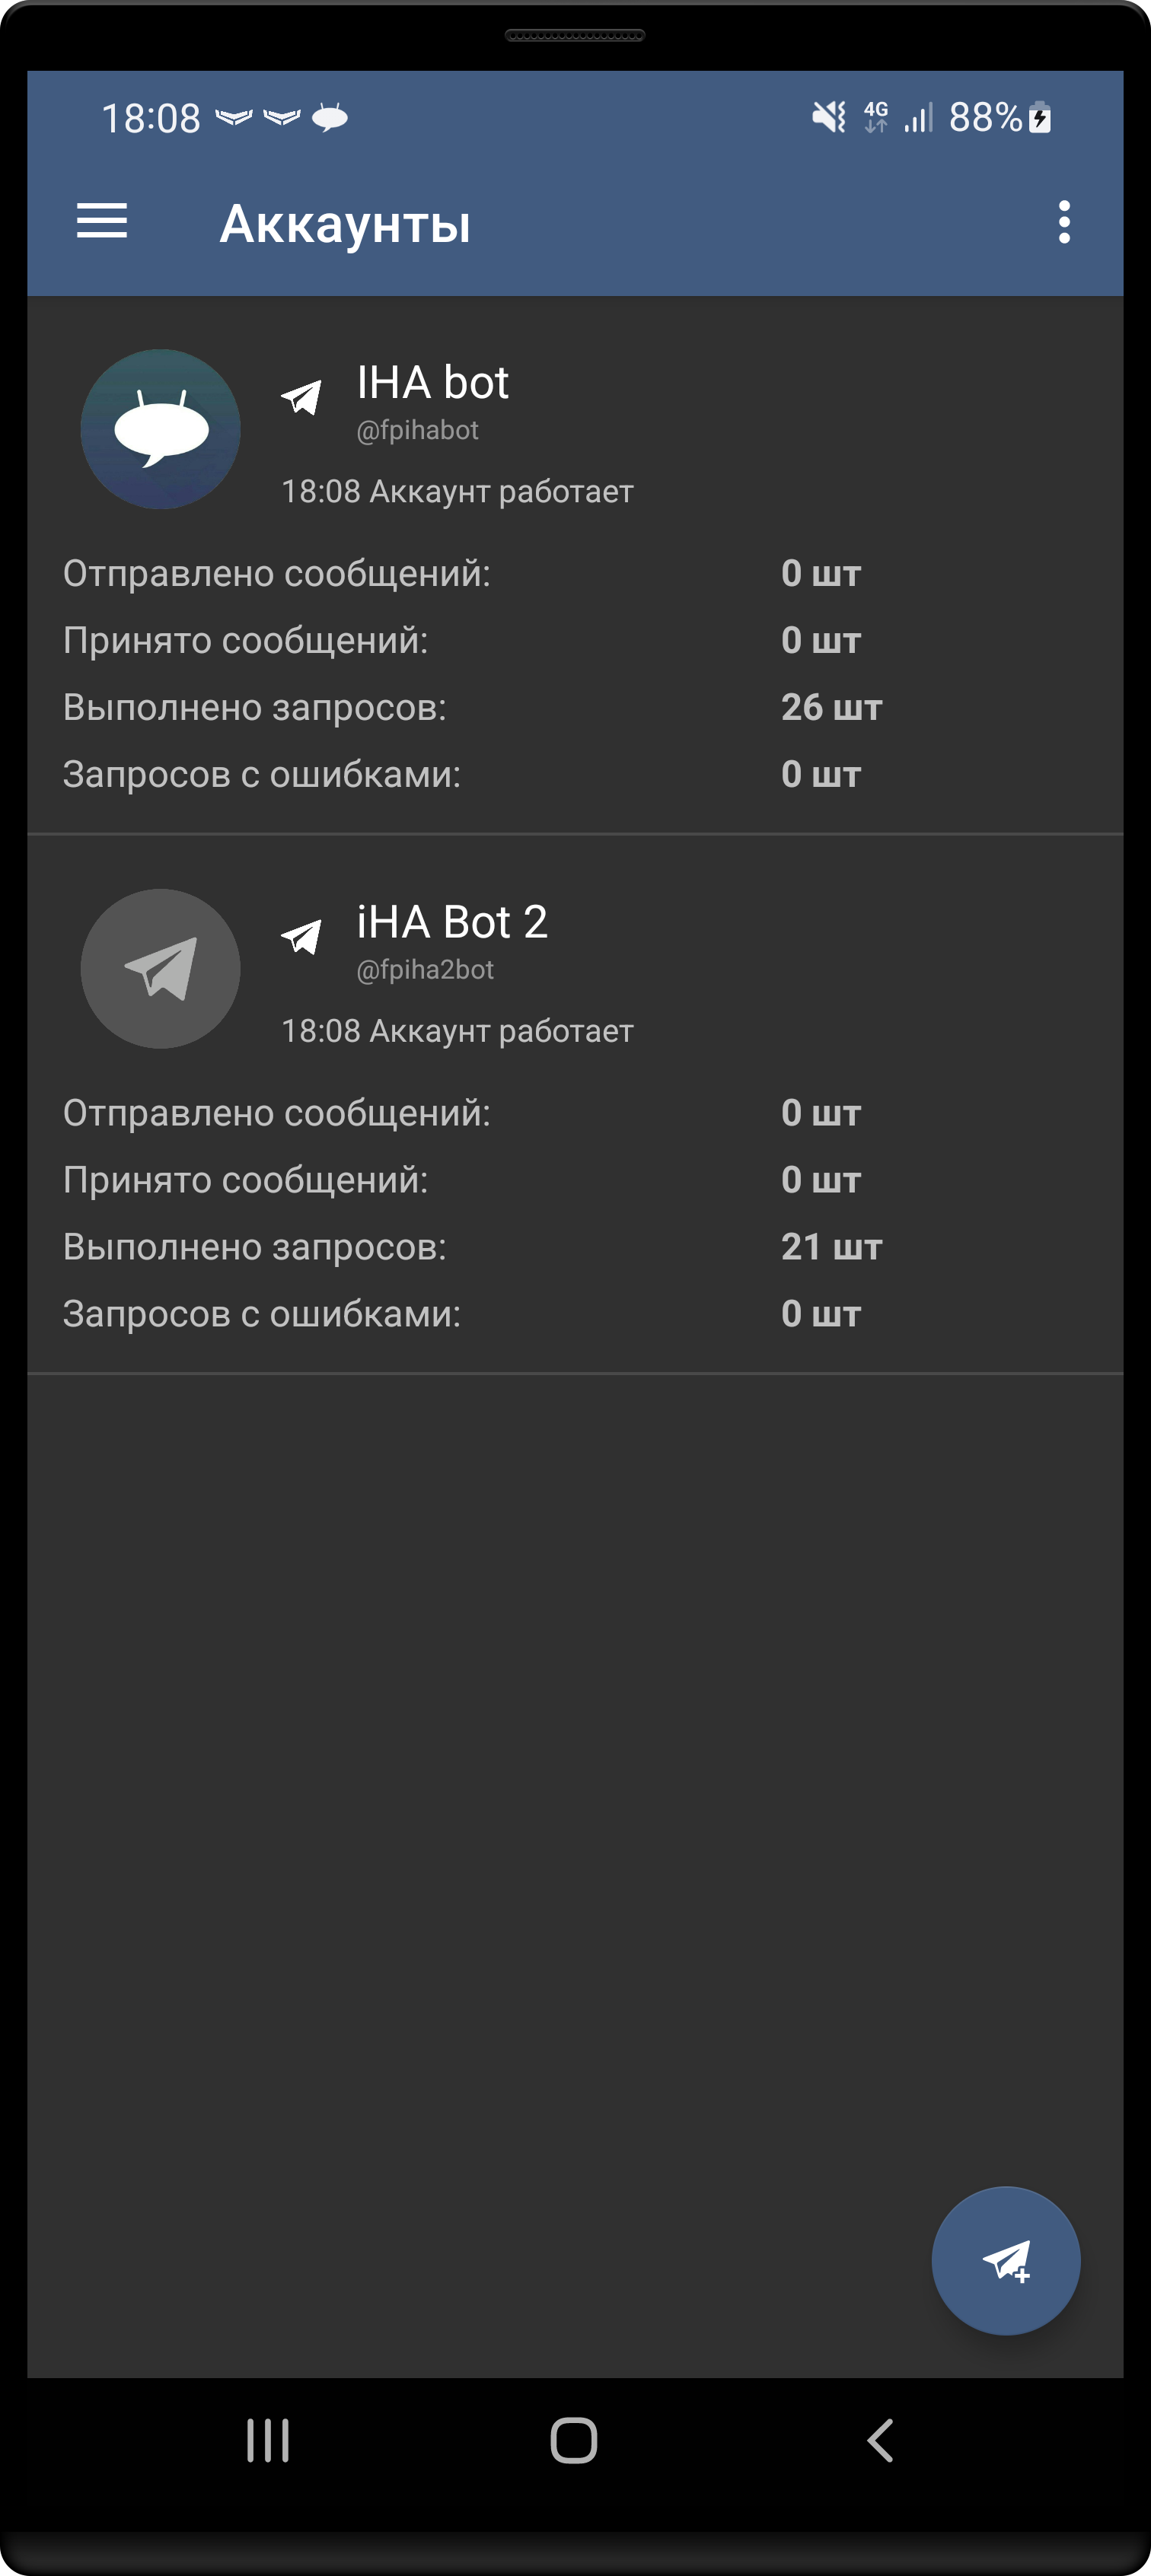 18:08 4G 88%
Аккаунты
IHA bot
@fpihabot
18:08 Аккаунт работает
Отправлено сообщений: 0 шт
Принято сообщений: 0 шт
Выполнено запросов: 26 шт
Запросов с ошибками: 0 шт
iHA Bot 2
@fpiha2bot
18:08 Аккаунт работает
Отправлено сообщений: 0 шт
Принято сообщений: 0 шт
Выполнено запросов: 21 шт
Запросов с ошибками: 0 шт